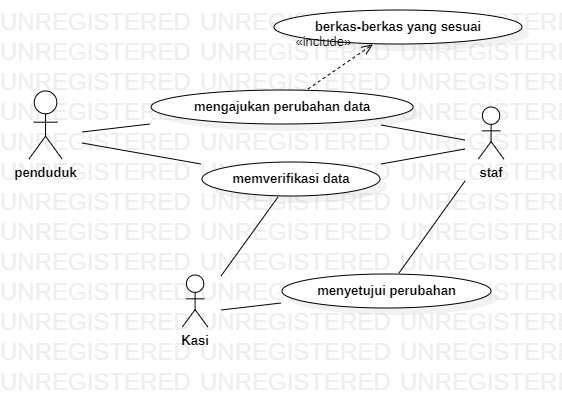 berkas-berkas yang sesuai
«include»
mengajukan perubahan data
penduduk
staf
memverifikasi data
menyetujui perubahan
Kasi
UNREGISTERED UNREGISTERED UNREGISTERED